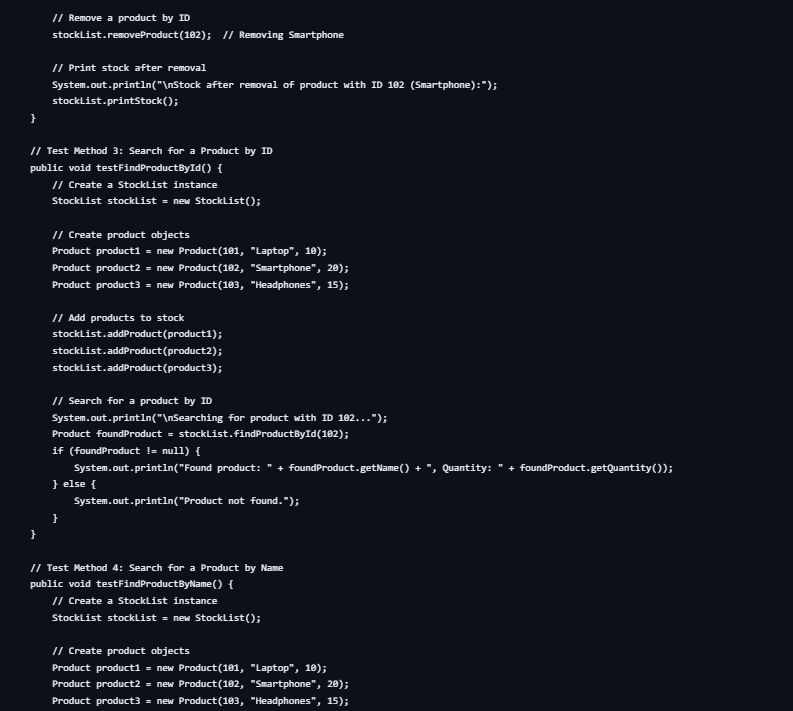 // Remove a product by ID
stockList.removeProduct(102);  // Removing Smartphone
// Print stock after removal
System.out.println("\nStock after removal of product with ID 102 (Smartphone):");
stockList.printStock();
}
// Test Method 3: Search for a Product by ID
public void testFindProductById() {
// Create a StockList instance
StockList stockList = new StockList();
// Create product objects
Product product1 = new Product(101, "Laptop", 10);
Product product2 = new Product(102, "Smartphone", 20);
Product product3 = new Product(103, "Headphones", 15);
// Add products to stock
stockList.addProduct(product1);
stockList.addProduct(product2);
stockList.addProduct(product3);
// Search for a product by ID
System.out.println("\nSearching for product with ID 102...");
Product foundProduct = stockList.findProductById(102);
if (foundProduct != null) {
System.out.println("Found product: " + foundProduct.getName() + ", Quantity: " + foundProduct.getQuantity());
} else {
System.out.println("Product not found.");
}
}
// Test Method 4: Search for a Product by Name
public void testFindProductByName() {
// Create a StockList instance
StockList stockList = new StockList();
// Create product objects
Product product1 = new Product(101, "Laptop", 10);
Product product2 = new Product(102, "Smartphone", 20);
Product product3 = new Product(103, "Headphones", 15);